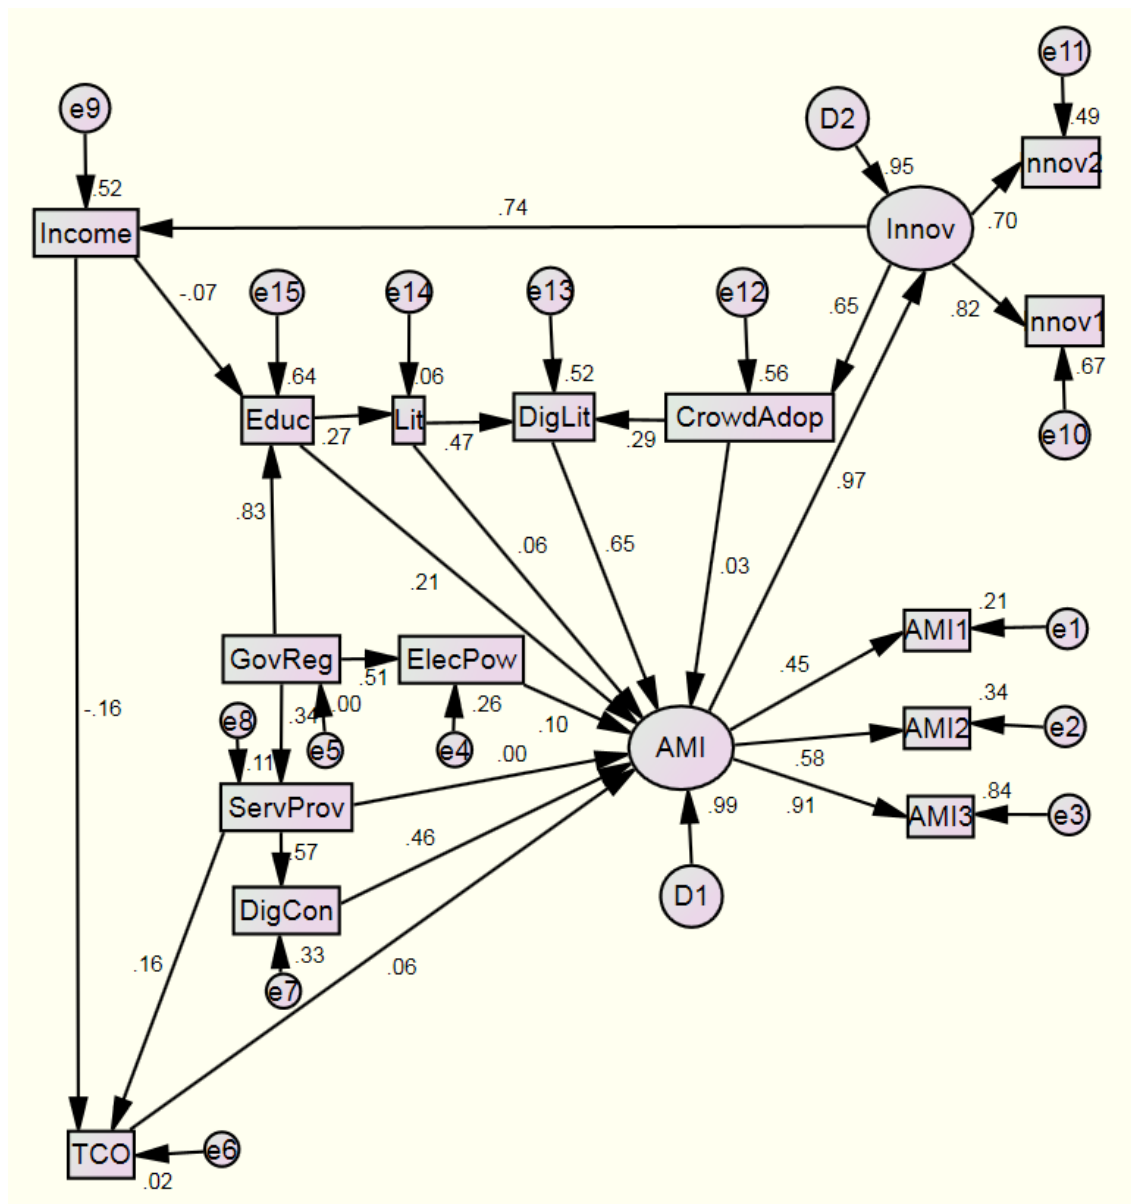 e11
e9
D2
.49
nnov2
.95
.52
Income
.74
Innov
.70
-.07
e15
e14
e13
e12
.65
.82
nnov1
.64
.06
.52
.56
.67
Educ
.27
Lit
.47
DigLit
.29
CrowdAdop
e10
.83
.97
.06
.65
.21
.03
.21
AMI1
e1
GovReg
.51
ElecPow
.45
-.16
e8
.34
.00
.26
.34
e5
e4
.10
AMI
AMI2
e2
.11
.00
.58
ServProv
.99
.91
.84
AMI3
e3
.57
.46
DigCon
D1
.16
.33
.06
e7
TCO
e6
.02